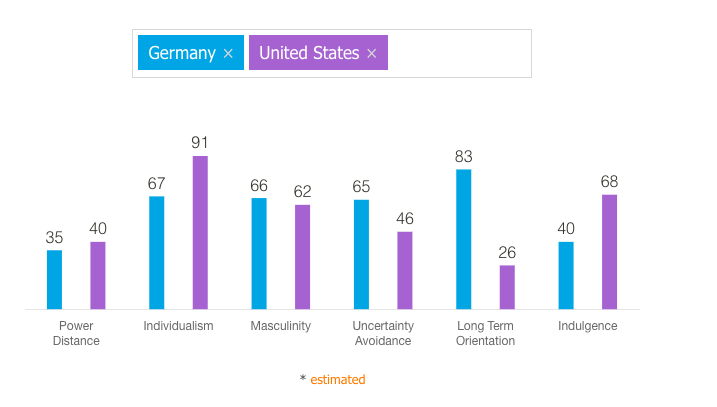 Germany ×
United States ×
91
83
67
66
62
65
68
46
35
40
26
40
Power
Distance
Individualism
Masculinity
Uncertainty
Avoidance
Long Term
Orientation
Indulgence
* estimated